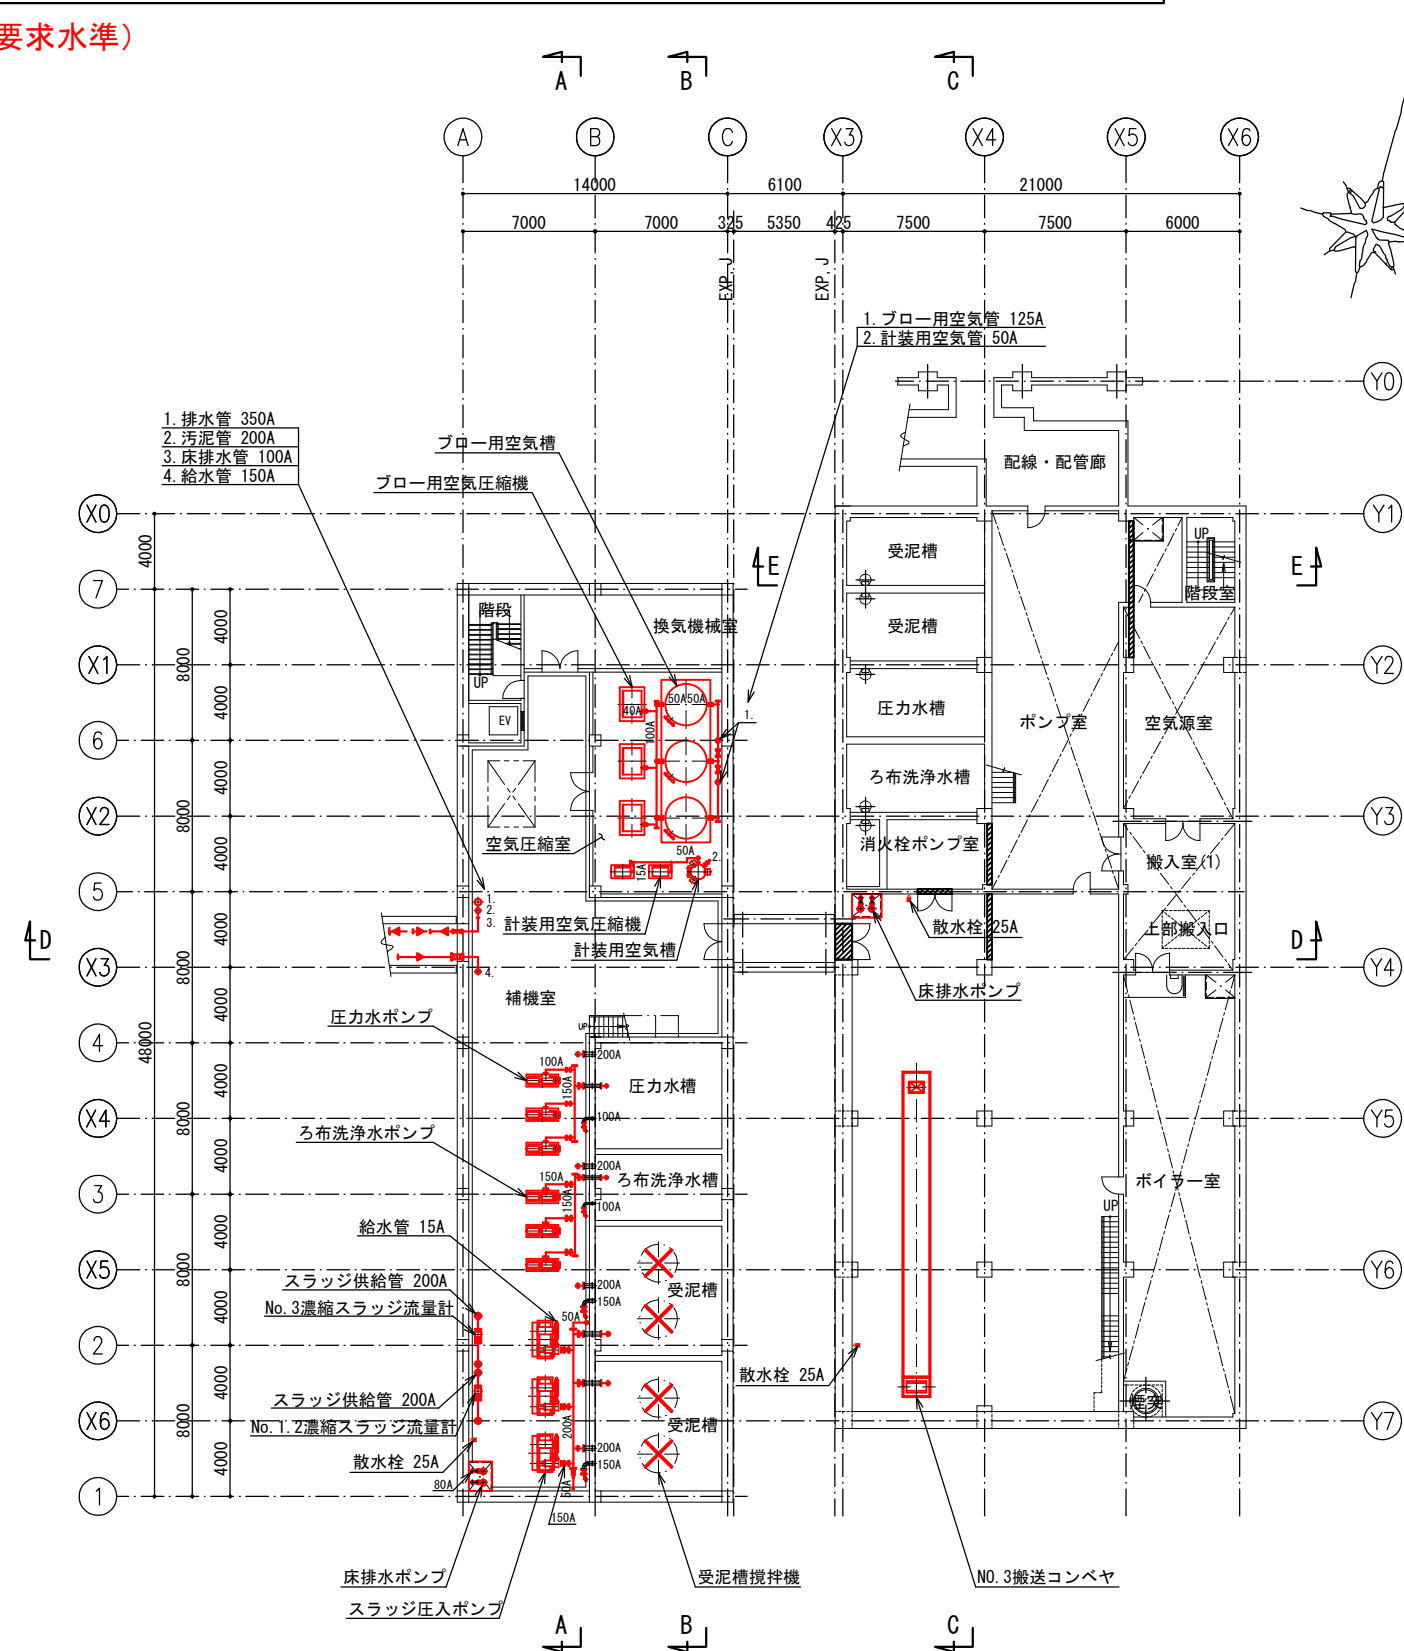 要求水準）
A B C
A B C X3 X4 X5 X6
14000 6100 21000
7000 7000 325 5350 425 7500 7500 6000
EXP,J EXP,J
1.ブロー用空気管 125A
2.計装用空気管 50A
Y0
1.排水管 350A
2.汚泥管 200A
3.床排水管 100A
4.給水管 150A
ブロー用空気槽
ブロー用空気圧縮機
配線・配管廊
X0 Y1
4000
受泥槽
UP
階段室
E E
7
階段
換気機械室
受泥槽
4000
X1 Y2
8000
UP
50A 50A
40A
100A
1.
EV
圧力水槽
ポンプ室
空気源室
4000
6
ろ布洗浄水槽
4000
X2 Y3
8000
空気圧縮室
消火栓ポンプ室
搬入室(1)
50A
15A
2.
4000
5
1.
2.
3.
4.
計装用空気圧縮機
計装用空気槽
散水栓 25A
上部搬入口
D D
4000
X3 Y4
8000
補機室
床排水ポンプ
4000
48000
圧力水ポンプ
UP
4
200A
100A
150A
圧力水槽
4000
100A
X4 Y5
8000
ろ布洗浄水ポンプ
4000
200A
150A
150A
ろ布洗浄水槽
ボイラー室
3
100A
UP
給水管 15A
4000
X5 Y6
8000
スラッジ供給管 200A
200A
受泥槽
No.3濃縮スラッジ流量計
150A
50A
4000
2
散水栓 25A
スラッジ供給管 200A
4000
煙突
X6 Y7
8000
No.1.2濃縮スラッジ流量計
200A
受泥槽
散水栓 25A
200A
150A
4000
80A
50A
1
150A
床排水ポンプ
スラッジ圧入ポンプ
受泥槽撹拌機
NO.3搬送コンベヤ
A B C